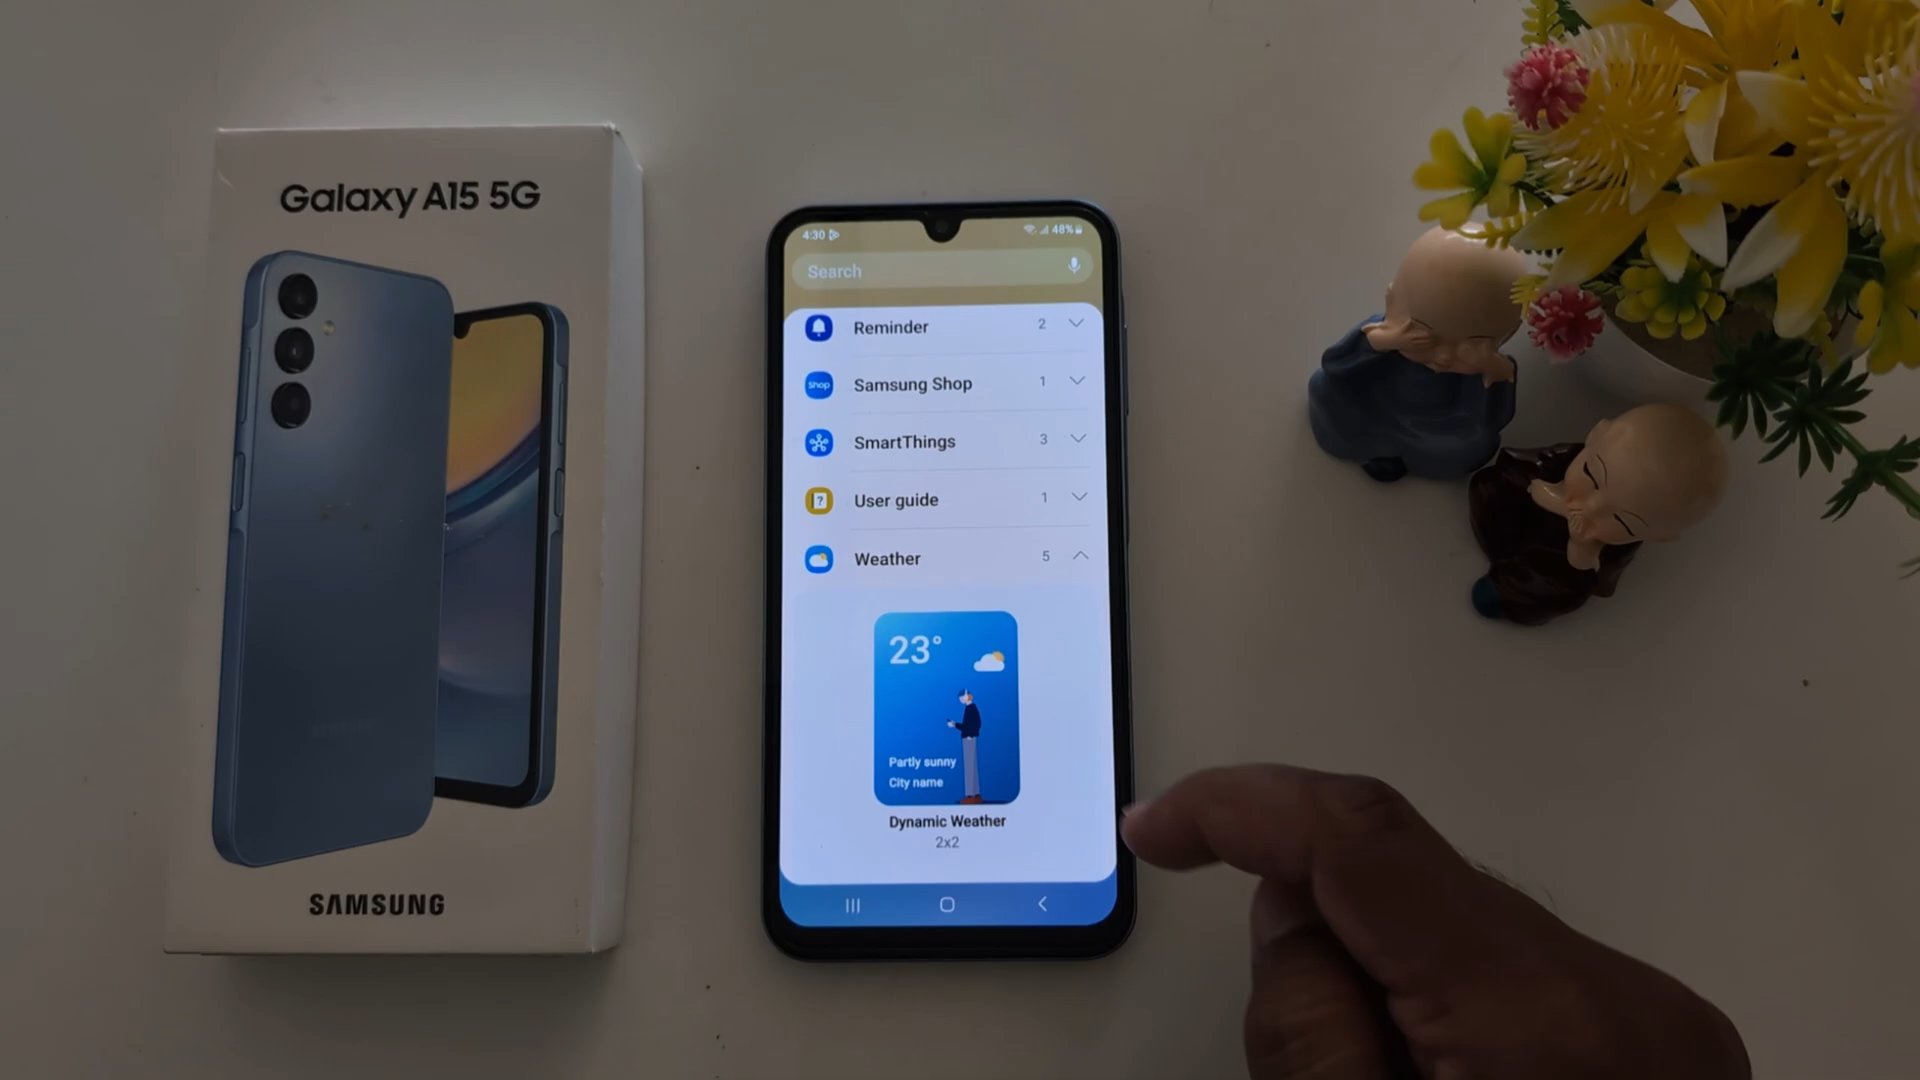 Galaxy A15 5G
SAMSUNG
4:30
48%
Search
Reminder 2
Shop
Samsung Shop 1
SmartThings 3
?
User guide 1
Weather 5
23°
Partly sunny
City name
Dynamic Weather
2x2